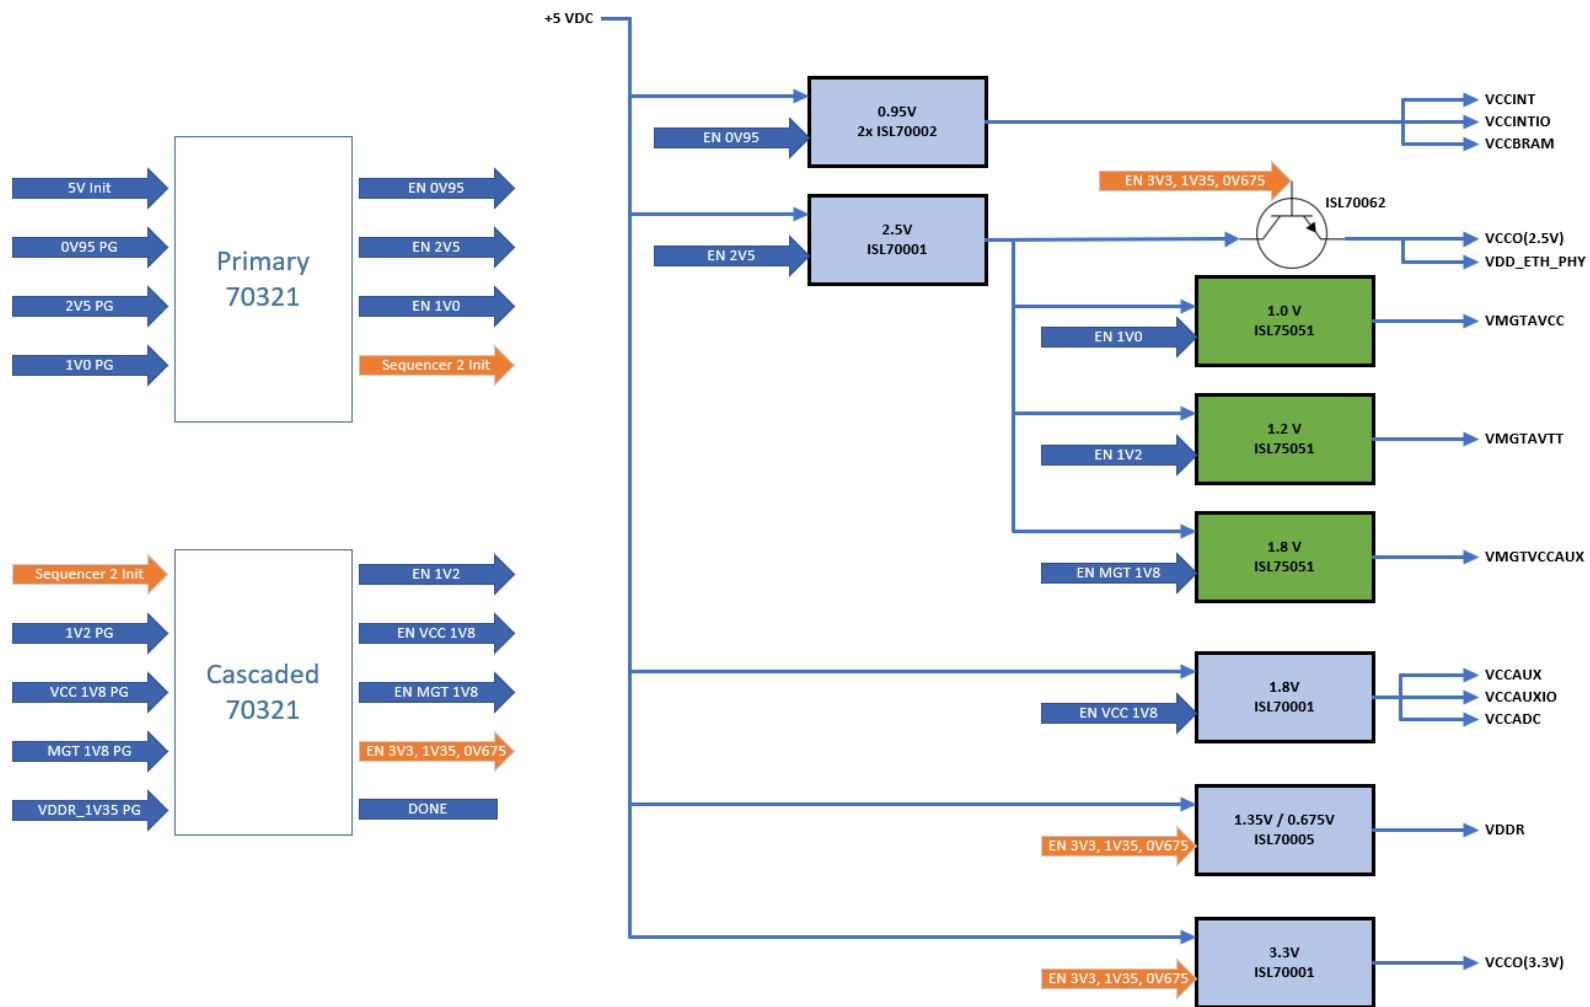 +5 VDC
5V Init
0V95 PG
2V5 PG
1V0 PG
Primary
70321
EN 0V95
EN 2V5
EN 1V0
Sequencer 2 Init
Sequencer 2 Init
1V2 PG
VCC 1V8 PG
MGT 1V8 PG
VDDR_1V35 PG
Cascaded
70321
EN 1V2
EN VCC 1V8
EN MGT 1V8
EN 3V3, 1V35, 0V675
DONE
EN 0V95
0.95V
2x ISL70002
VCCINT
VCCINTIO
VCCBRAM
EN 2V5
2.5V
ISL70001
EN 3V3, 1V35, 0V675
ISL70062
VCCO(2.5V)
VDD_ETH_PHY
EN 1V0
1.0 V
ISL75051
VMGTAVCC
EN 1V2
1.2 V
ISL75051
VMGTAVTT
EN MGT 1V8
1.8 V
ISL75051
VMGTVCCAUX
EN VCC 1V8
1.8V
ISL70001
VCCAUX
VCCAUXIO
VCCADC
EN 3V3, 1V35, 0V675
1.35V / 0.675V
ISL70005
VDDR
EN 3V3, 1V35, 0V675
3.3V
ISL70001
VCCO(3.3V)